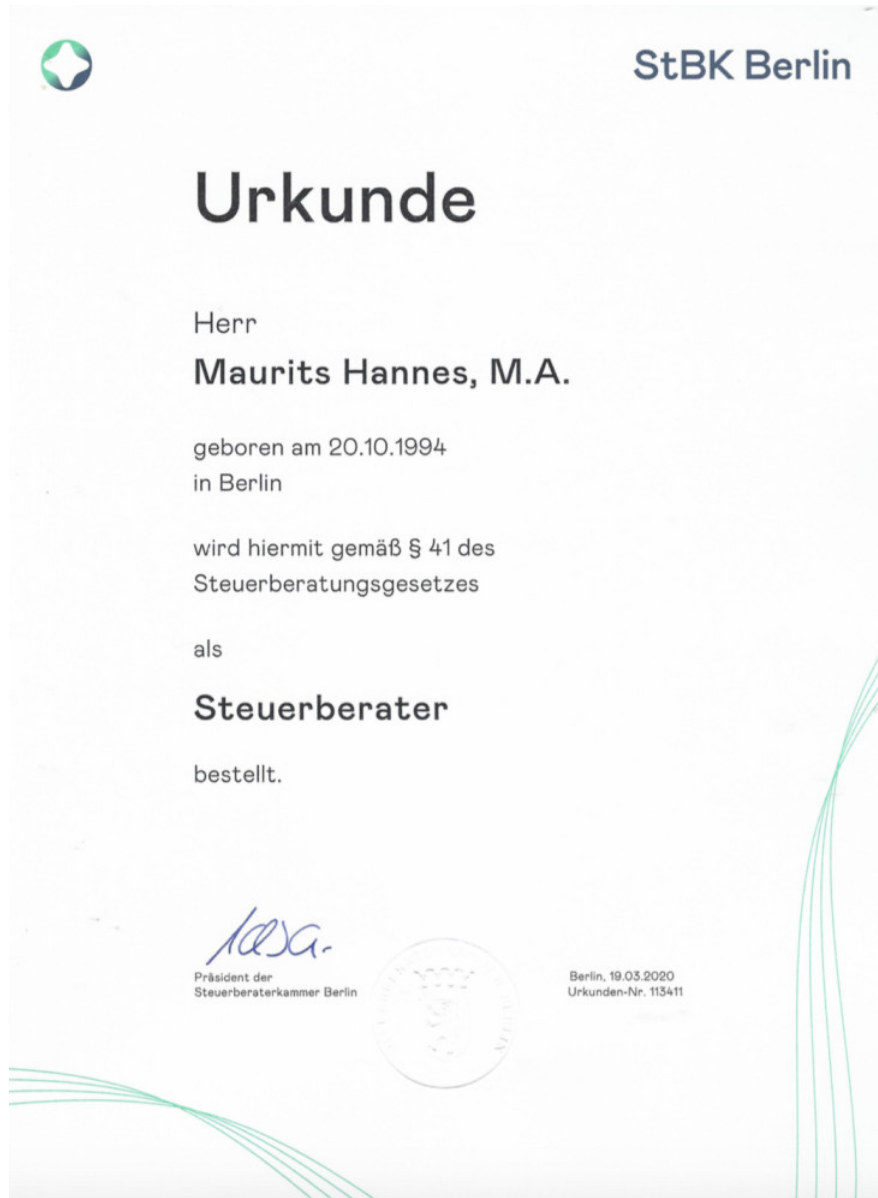 StBK Berlin
Urkunde
Herr
Maurits Hannes, M.A.
geboren am 20.10.1994
in Berlin
wird hiermit gemäß § 41 des
Steuerberatungsgesetzes
als
Steuerberater
bestellt.
Präsident der
Steuerberaterkammer Berlin
Berlin, 19.03.2020
Urkunden-Nr. 113411